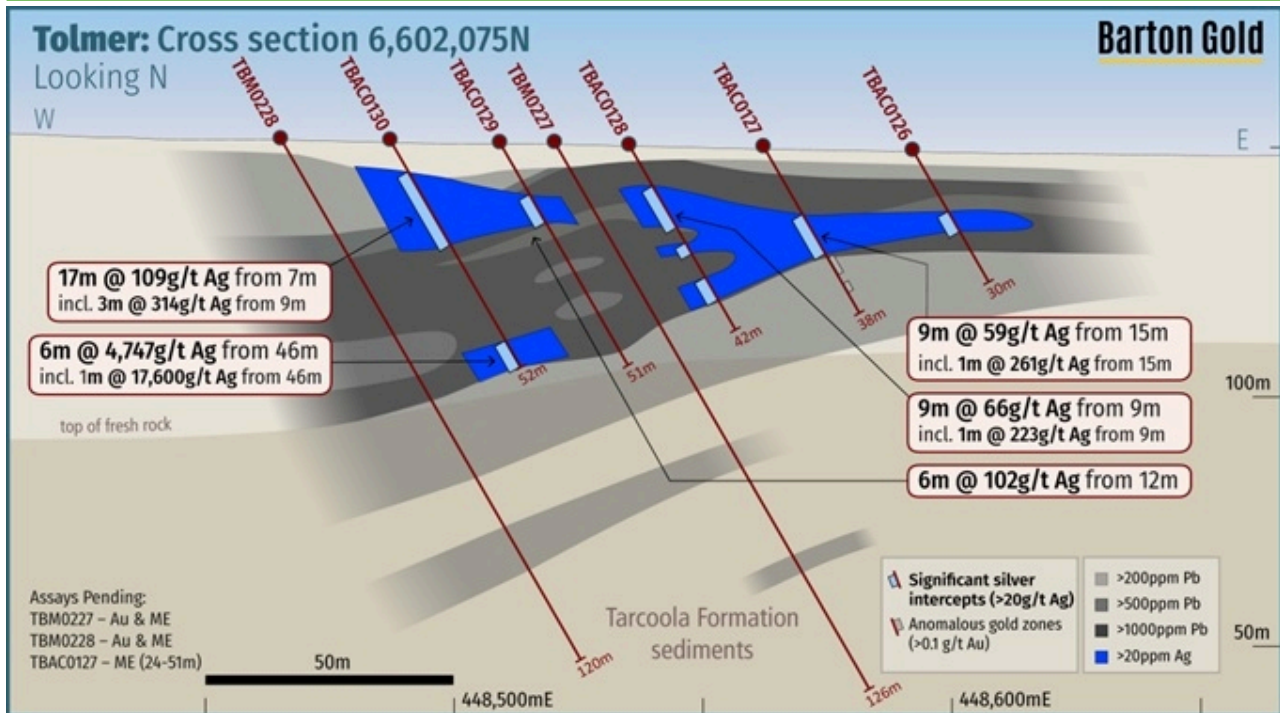 Tolmer: Cross section 6,602,075N
Looking N
Barton Gold
W
E
TBM0228
TBAC0130
TBAC0129
TBM0227
TBAC0128
TBAC0127
TBAC0126
17m @ 109g/t Ag from 7m
incl. 3m @ 314g/t Ag from 9m
6m @ 4,747g/t Ag from 46m
incl. 1m @ 17,600g/t Ag from 46m
top of fresh rock
52m
51m
42m
38m
30m
9m @ 59g/t Ag from 15m
incl. 1m @ 261g/t Ag from 15m
9m @ 66g/t Ag from 9m
incl. 1m @ 223g/t Ag from 9m
6m @ 102g/t Ag from 12m
100m
50m
Assays Pending:
TBM0227 – Au & ME
TBM0228 – Au & ME
TBAC0127 – ME (24-51m)
50m
120m
126m
Tarcoola Formation
sediments
Significant silver
intercepts (>20g/t Ag)
Anomalous gold zones
(>0.1 g/t Au)
>200ppm Pb
>500ppm Pb
>1000ppm Pb
>20ppm Ag
448,500mE
448,600mE